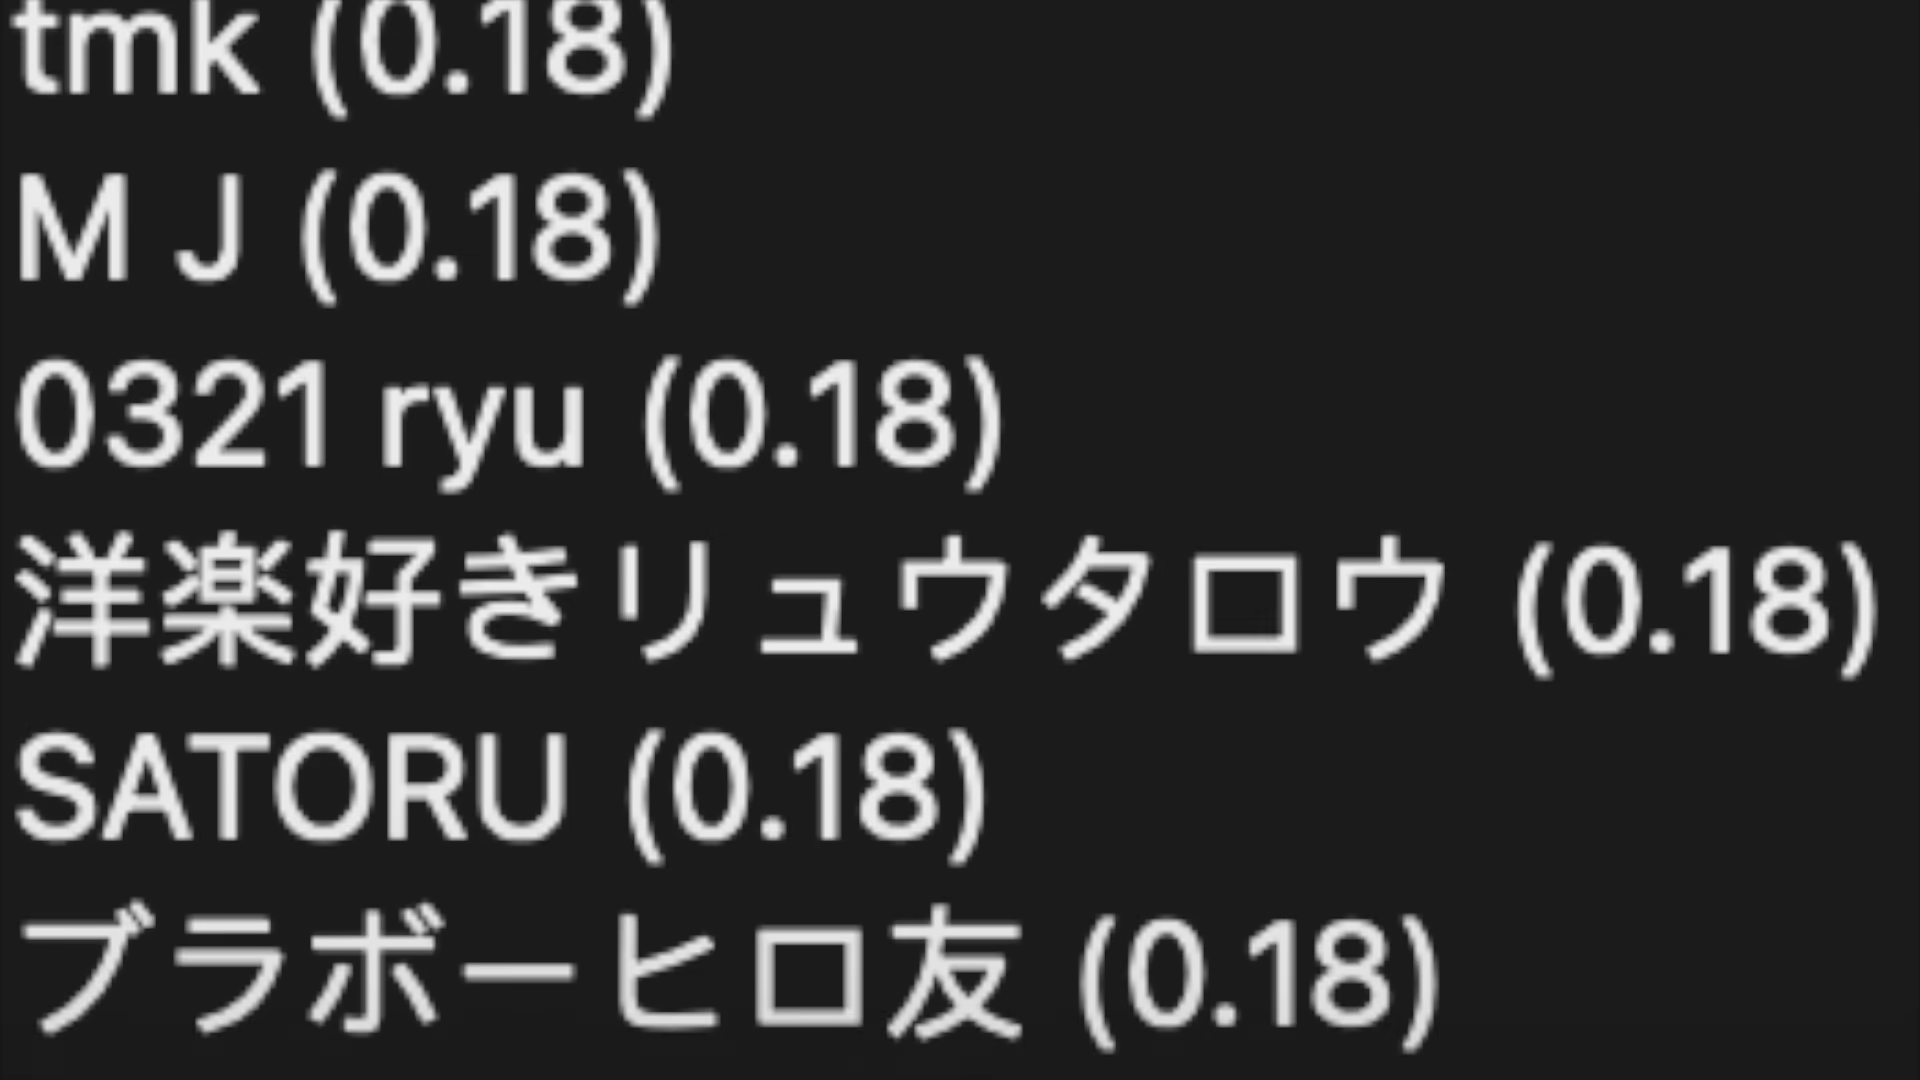 tmk (0.18)
M J (0.18)
0321 ryu (0.18)
洋楽好きリュウタロウ (0.18)
SATORU (0.18)
ブラボーヒロ友 (0.18)